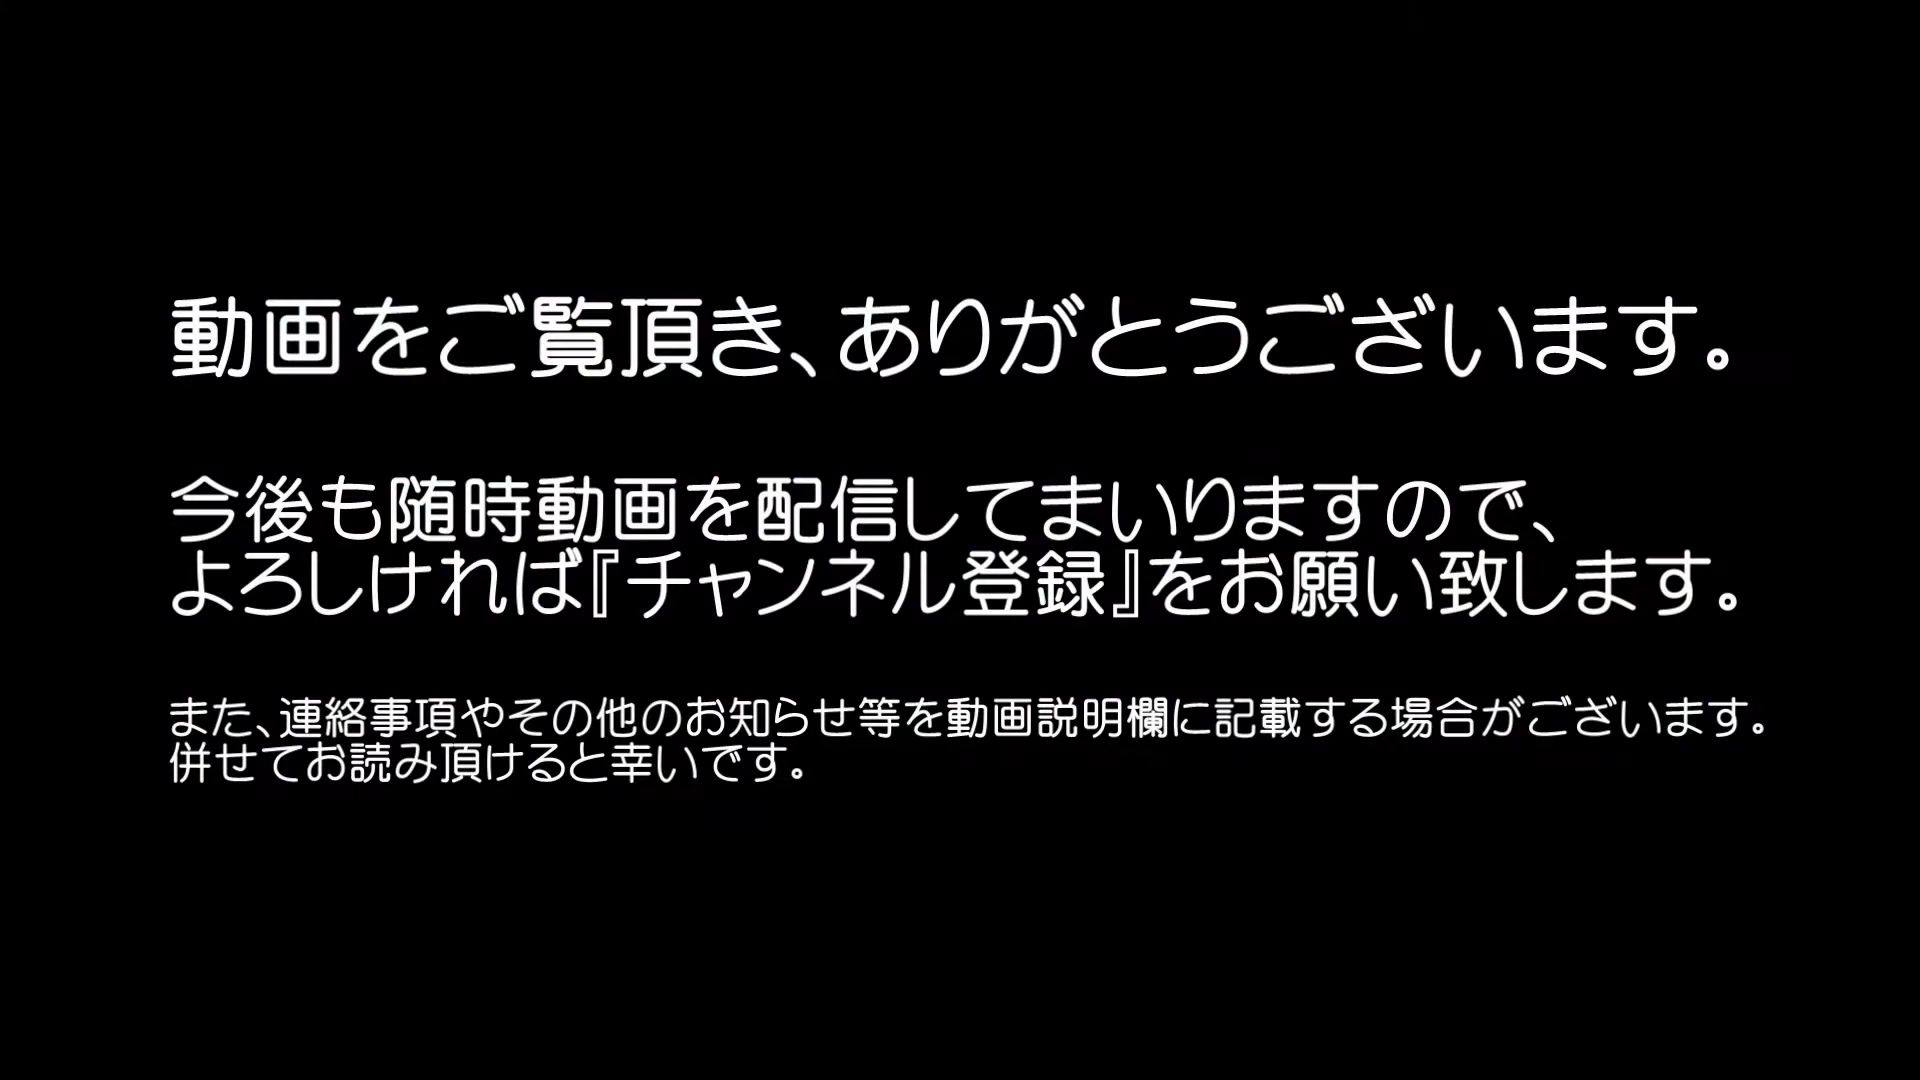 動画をご覧頂き、ありがとうございます。
今後も随時動画を配信してまいりますので、
よろしければ『チャンネル登録』をお願い致します。
また、連絡事項やその他のお知らせ等を動画説明欄に記載する場合がございます。
併せてお読み頂けると幸いです。